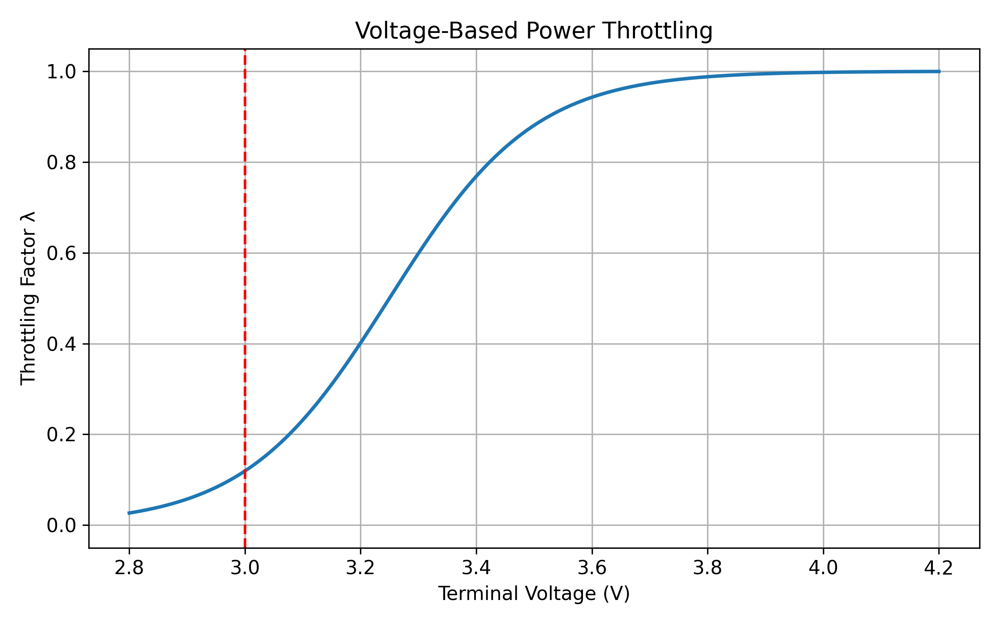 Voltage-Based Power Throttling
Throttling Factor λ
1.0
0.8
0.6
0.4
0.2
0.0
2.8 3.0 3.2 3.4 3.6 3.8 4.0 4.2
Terminal Voltage (V)